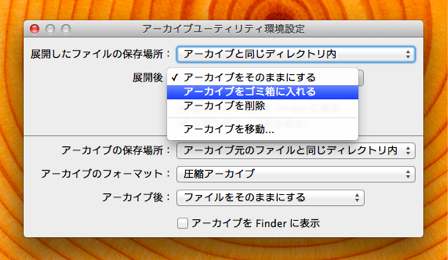 アーカイブユーティリティ環境設定
展開したファイルの保存場所： アーカイブと同じディレクトリ内
展開後 ✓ アーカイブをそのままにする
アーカイブをゴミ箱に入れる
アーカイブを削除
アーカイブを移動...
アーカイブの保存場所： アーカイブ元のファイルと同じディレクトリ内
アーカイブのフォーマット： 圧縮アーカイブ
アーカイブ後： ファイルをそのままにする
アーカイブを Finder に表示